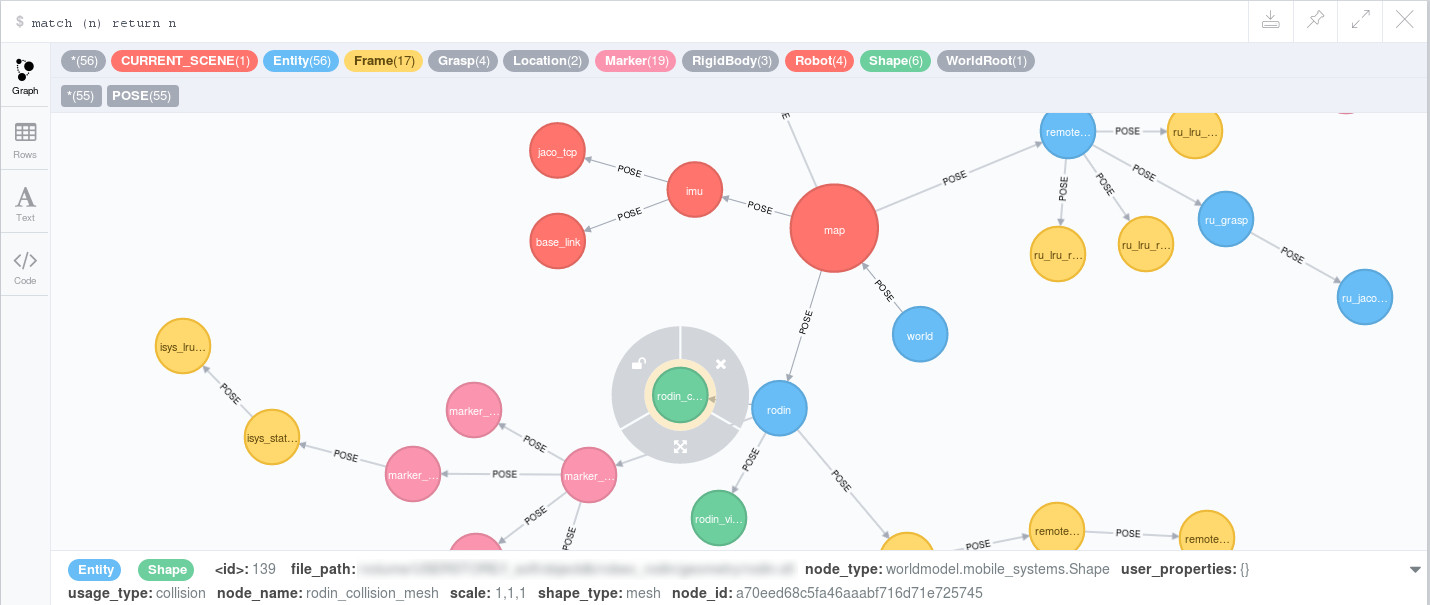 $ match (n) return n
*(56) CURRENT_SCENE(1) Entity(56) Frame(17) Grasp(4) Location(2) Marker(19) RigidBody(3) Robot(4) Shape(6) WorldRoot(1)
*(55) POSE(55)
Graph
Rows
Text
Code
jaco_tcp
POSE
imu
POSE
base_link
POSE
map
POSE
remote...
POSE
ru_lru_...
POSE
POSE
POSE
ru_grasp
ru_lru_r...
ru_lru_r...
POSE
ru_jaco...
POSE
world
POSE
isys_lru...
POSE
isys_stat...
POSE
marker_...
marker_...
POSE
POSE
marker_...
POSE
POSE
rodin_c...
rodin
POSE
rodin_vi...
POSE
POSE
remote...
POSE
remote...
Entity Shape <id>: 139 file_path: node_type: worldmodel.mobile_systems.Shape user_properties: {}
usage_type: collision node_name: rodin_collision_mesh scale: 1,1,1 shape_type: mesh node_id: a70eed68c5fa46aaabf716d71e725745